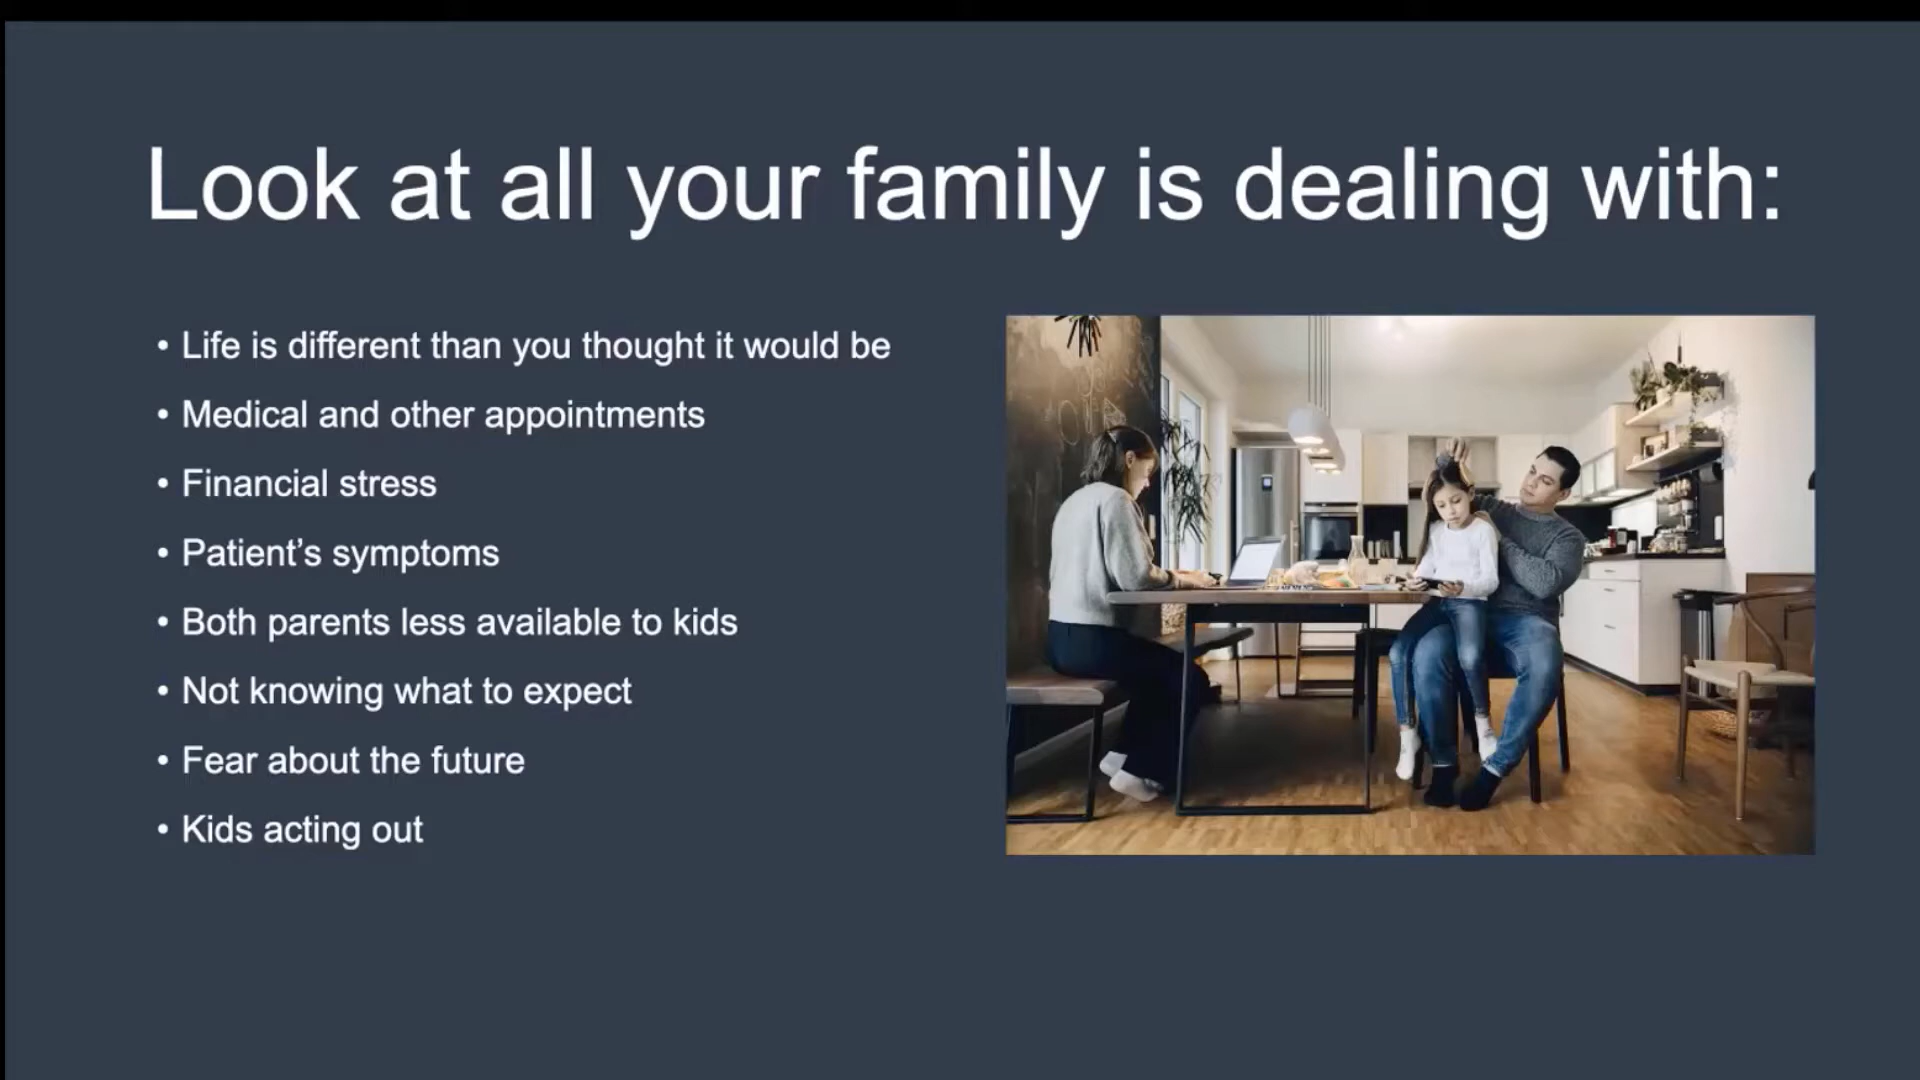 Look at all your family is dealing with:
• Life is different than you thought it would be
• Medical and other appointments
• Financial stress
• Patient’s symptoms
• Both parents less available to kids
• Not knowing what to expect
• Fear about the future
• Kids acting out